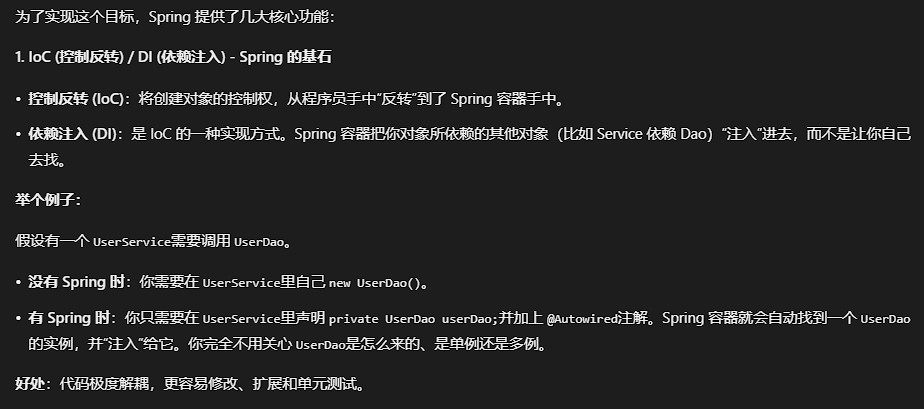 为了实现这个目标，Spring 提供了几大核心功能：
1. IoC (控制反转) / DI (依赖注入) - Spring 的基石
• 控制反转 (IoC)：将创建对象的控制权，从程序员手中"反转"到了 Spring 容器手中。
• 依赖注入 (DI)：是 IoC 的一种实现方式。Spring 容器把你对象所依赖的其他对象（比如 Service 依赖 Dao）"注入"进去，而不是让你自己
去找。
举个例子：
假设有一个 UserService需要调用 UserDao。
• 没有 Spring 时：你需要在 UserService里自己 new UserDao()。
• 有 Spring 时：你只需要在 UserService里声明 private UserDao userDao;并加上 @Autowired注解。Spring 容器就会自动找到一个 UserDao
的实例，并"注入"给它。你完全不用关心 UserDao是怎么来的、是单例还是多例。
好处：代码极度解耦，更容易修改、扩展和单元测试。